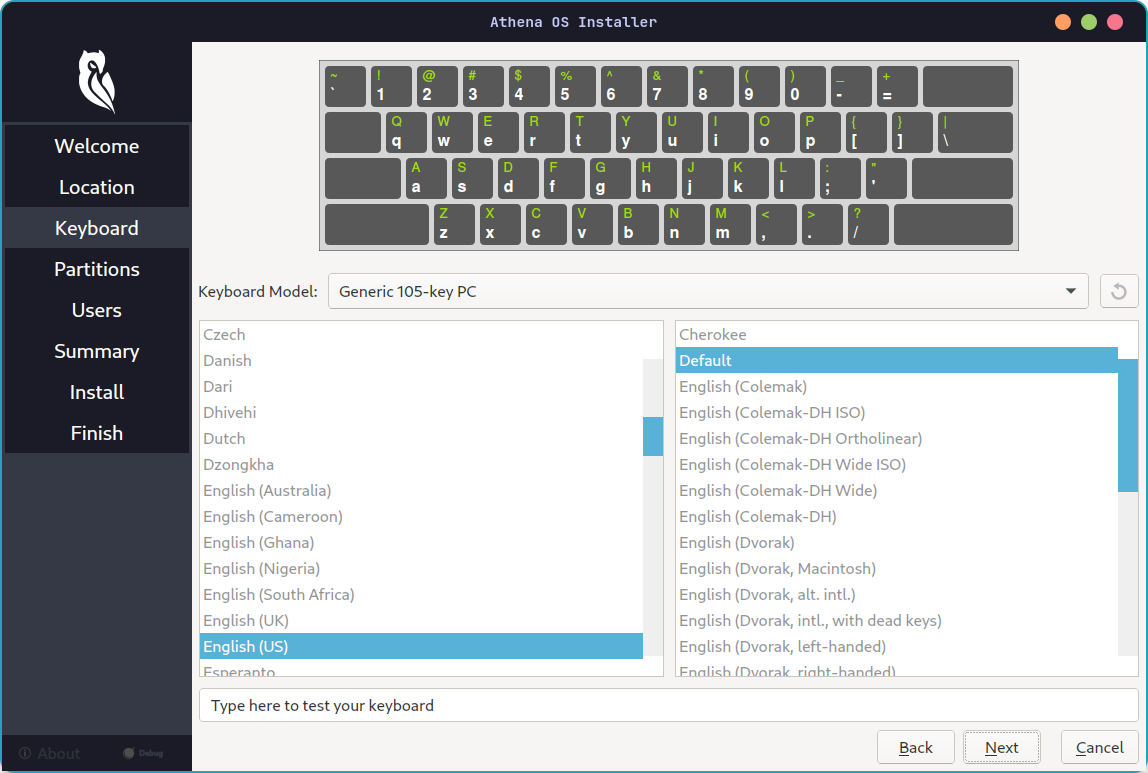 Athena OS Installer
Welcome
Location
Keyboard
Partitions
Users
Summary
Install
Finish
About
Debug
~ ! @ # $ % ^ & * ( ) _ +
` 1 2 3 4 5 6 7 8 9 0 - =
Q W E R T Y U I O P { } |
q w e r t y u i o p [ ] \
A S D F G H J K L : "
a s d f g h j k l ; '
Z X C V B N M < > ?
z x c v b n m , . /
Keyboard Model: Generic 105-key PC
Czech
Danish
Dari
Dhivehi
Dutch
Dzongkha
English (Australia)
English (Cameroon)
English (Ghana)
English (Nigeria)
English (South Africa)
English (UK)
English (US)
Esperanto
Cherokee
Default
English (Colemak)
English (Colemak-DH ISO)
English (Colemak-DH Ortholinear)
English (Colemak-DH Wide ISO)
English (Colemak-DH Wide)
English (Colemak-DH)
English (Dvorak)
English (Dvorak, Macintosh)
English (Dvorak, alt. intl.)
English (Dvorak, intl., with dead keys)
English (Dvorak, left-handed)
English (Dvorak, right-handed)
Type here to test your keyboard
Back Next Cancel